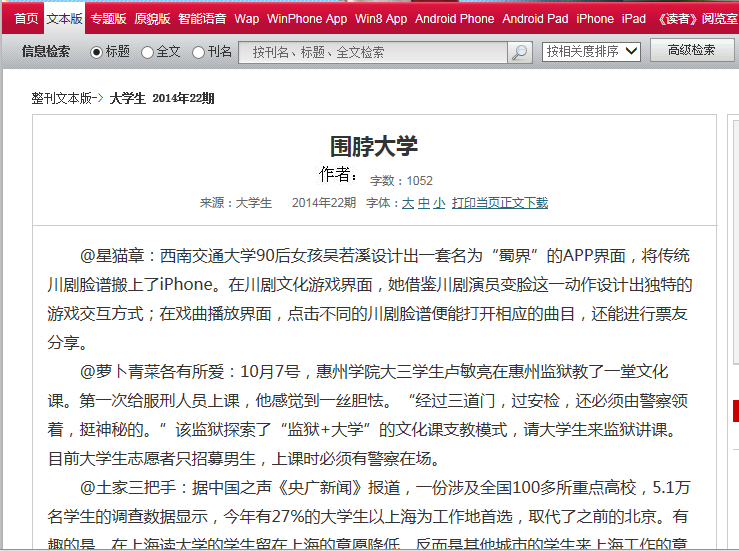 首页 文本版 专题版 原貌版 智能语音 Wap WinPhone App Win8 App Android Phone Android Pad iPhone iPad 《读者》阅览室
信息检索 标题 全文 刊名 按刊名、标题、全文检索 按相关度排序 高级检索
整刊文本版-> 大学生 2014年22期
围脖大学
作者： 字数：1052
来源：大学生 2014年22期 字体：大 中 小 打印当页正文下载
@星猫章：西南交通大学90后女孩吴若溪设计出一套名为“蜀界”的APP界面，将传统
川剧脸谱搬上了iPhone。在川剧文化游戏界面，她借鉴川剧演员变脸这一动作设计出独特的
游戏交互方式；在戏曲播放界面，点击不同的川剧脸谱便能打开相应的曲目，还能进行票友
分享。
@萝卜青菜各有所爱：10月7号，惠州学院大三学生卢敏亮在惠州监狱教了一堂文化
课。第一次给服刑人员上课，他感觉到一丝胆怯。“经过三道门，过安检，还必须由警察领
着，挺神秘的。”该监狱探索了“监狱+大学”的文化课支教模式，请大学生来监狱讲课。
目前大学生志愿者只招募男生，上课时必须有警察在场。
@土家三把手：据中国之声《央广新闻》报道，一份涉及全国100多所重点高校，5.1万
名学生的调查数据显示，今年有27%的大学生以上海为工作地首选，取代了之前的北京。有
趣的是，在上海读大学的学生留在上海的意愿降低，反而是其他城市的学生来上海工作的意